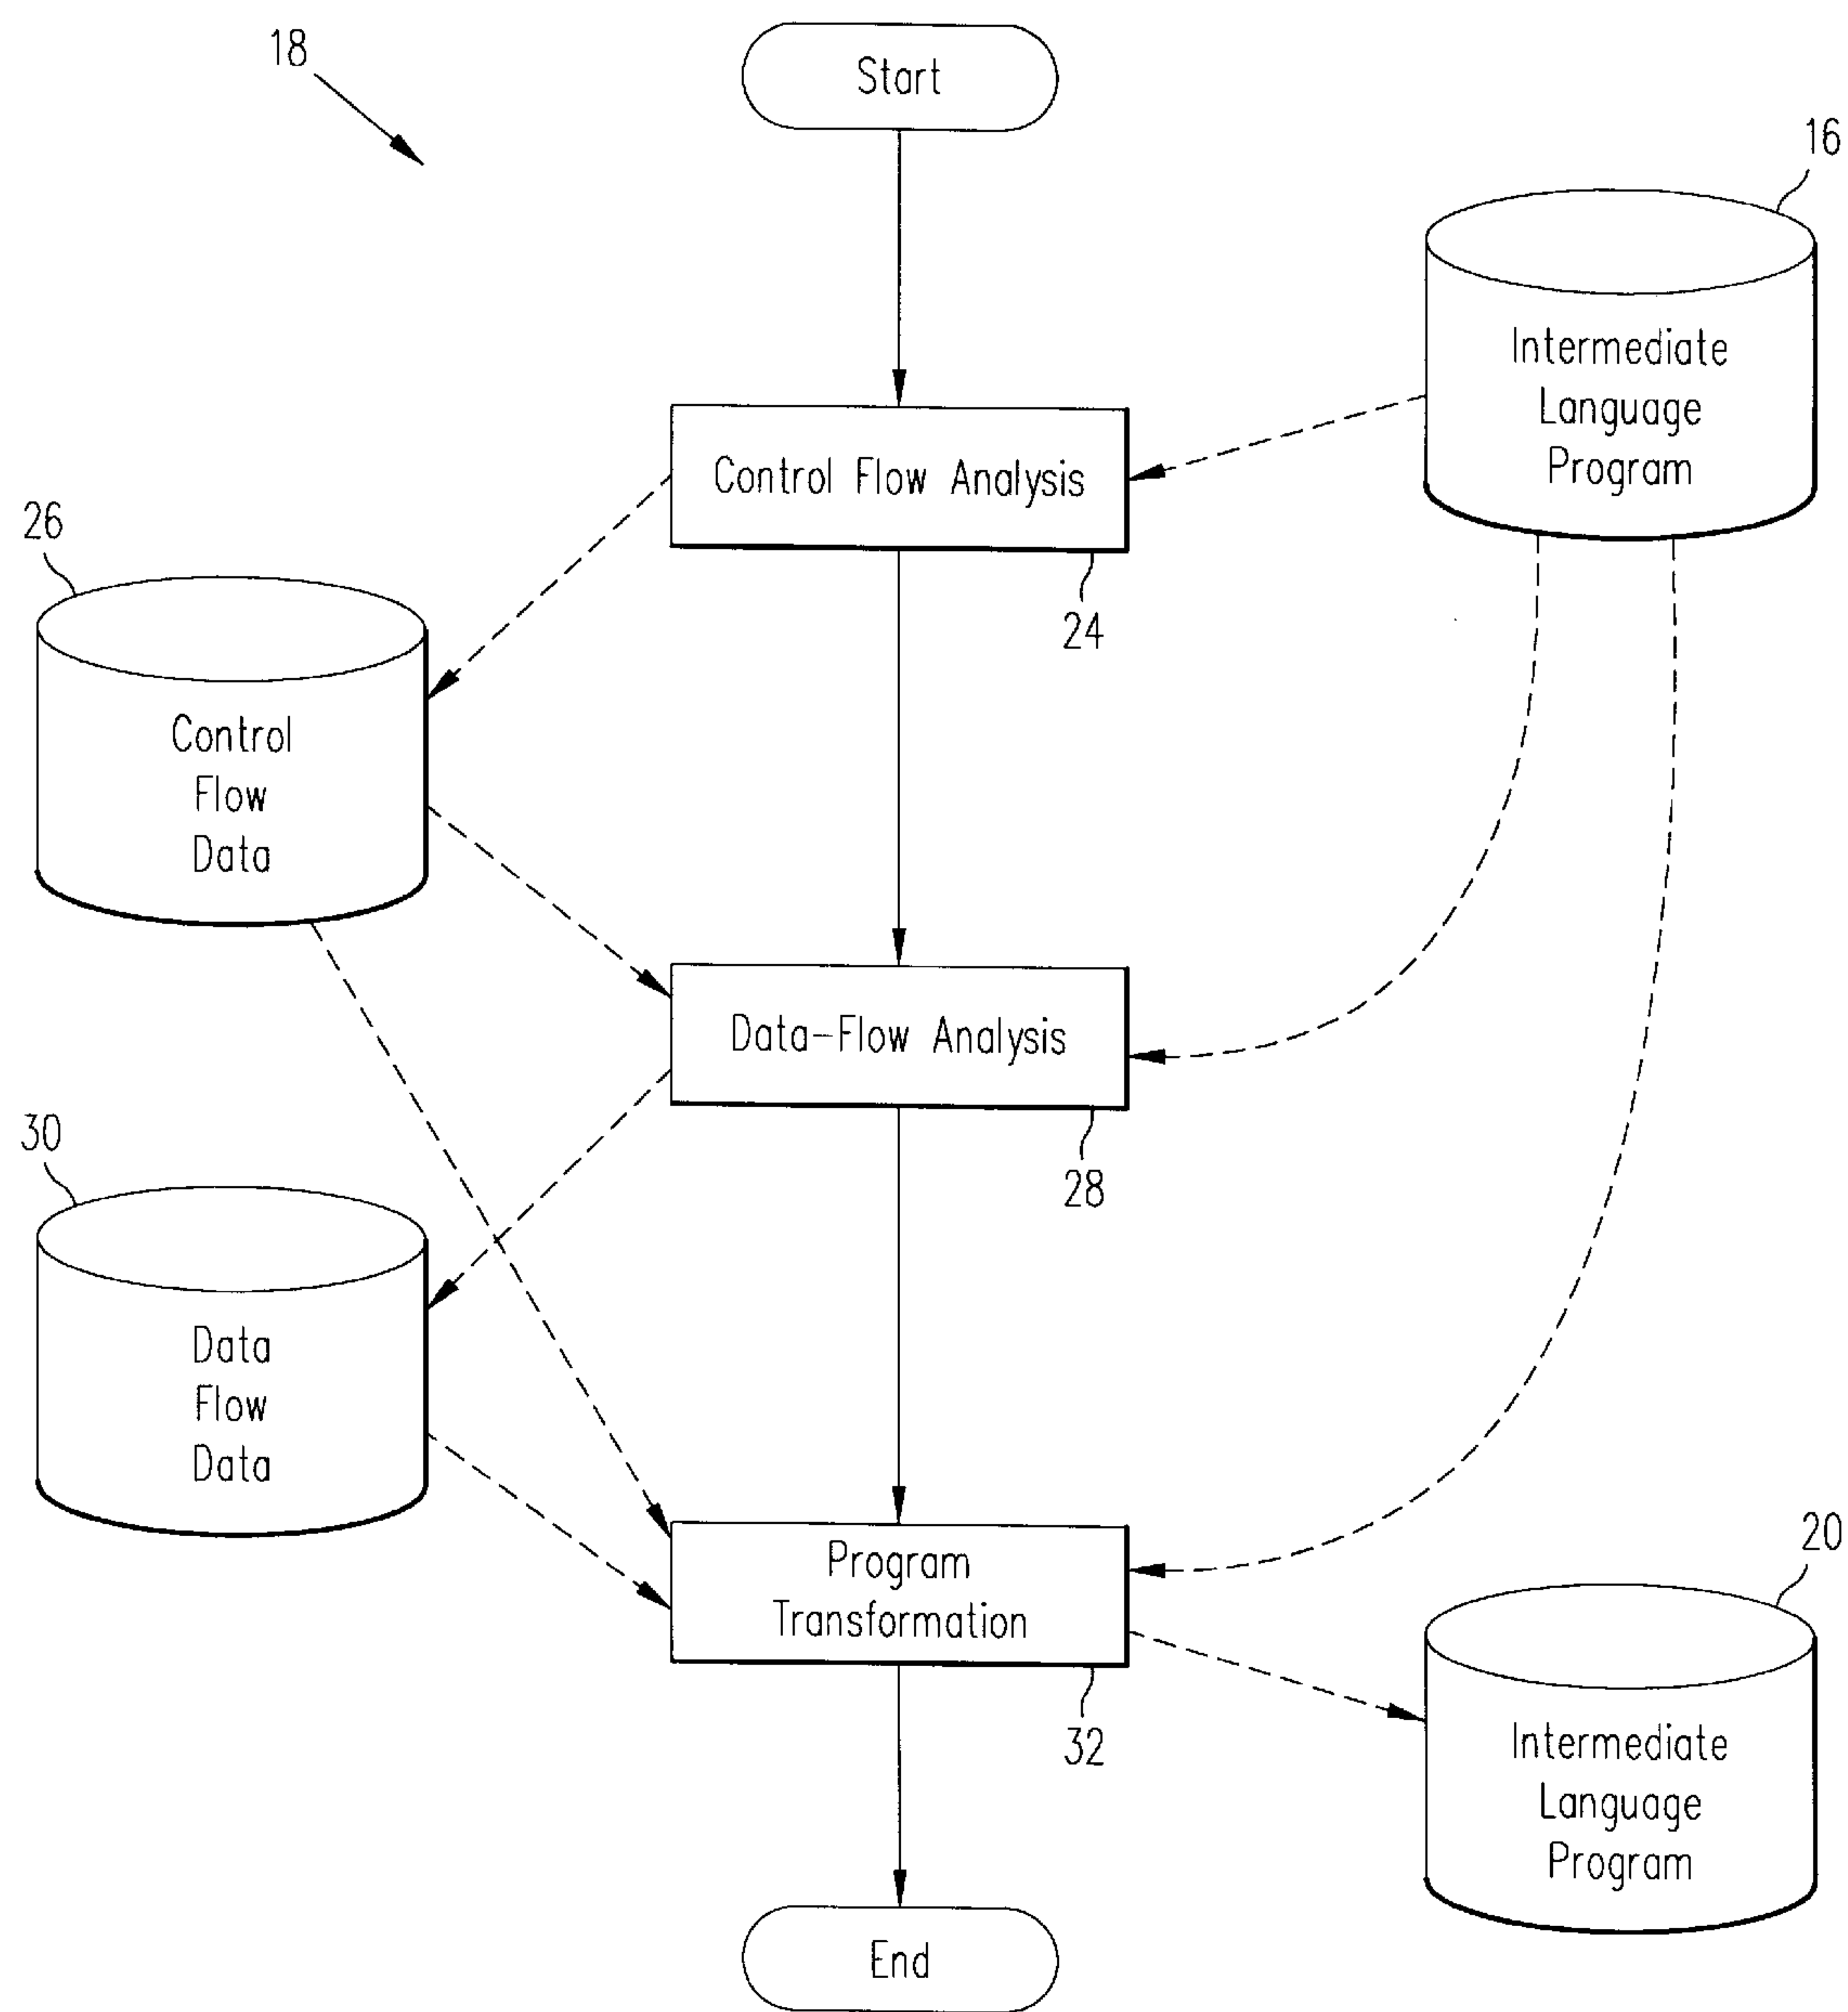 18
Start
16
Intermediate
Language
Program
Control Flow Analysis
24
26
Control
Flow
Data
Data-Flow Analysis
28
30
Data
Flow
Data
Program
Transformation
32
20
Intermediate
Language
Program
End